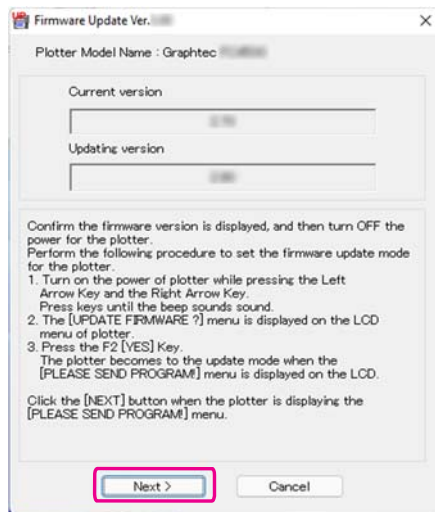 Firmware Update Ver.
Plotter Model Name : Graphtec
Current version
Updating version
Confirm the firmware version is displayed, and then turn OFF the
power for the plotter.
Perform the following procedure to set the firmware update mode
for the plotter.
1. Turn on the power of plotter while pressing the Left
Arrow Key and the Right Arrow Key.
Press keys until the beep sounds sound.
2. The [UPDATE FIRMWARE ?] menu is displayed on the LCD
menu of plotter.
3. Press the F2 [YES] Key.
The plotter becomes to the update mode when the
[PLEASE SEND PROGRAM!] menu is displayed on the LCD.
Click the [NEXT] button when the plotter is displaying the
[PLEASE SEND PROGRAM!] menu.
Next >
Cancel